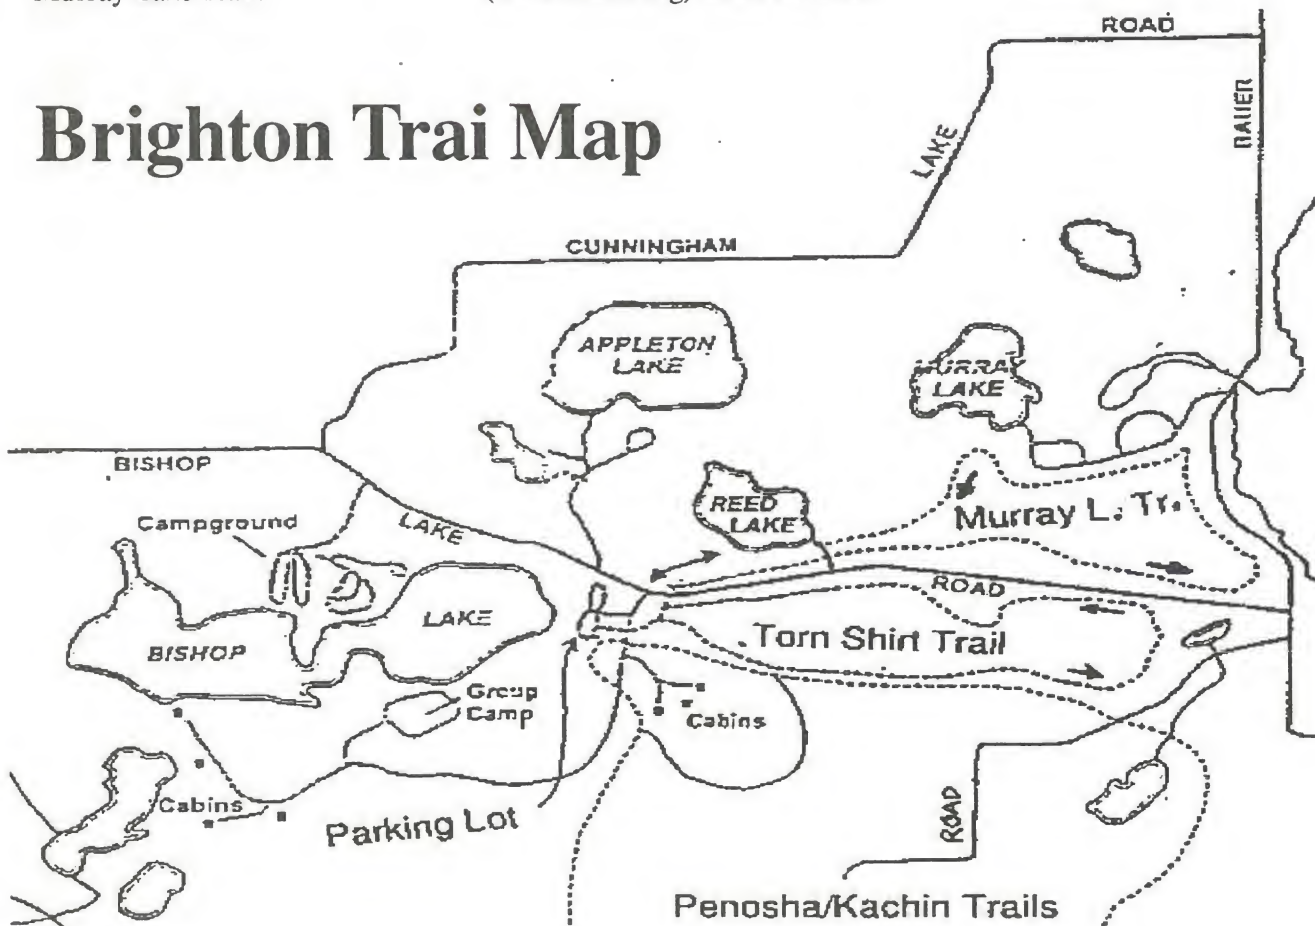 Brighton Trai Map
ROAD
LAKE
BAUER
CUNNINGHAM
APPLETON
LAKE
LAKE
BISHOP
Campground
LAKE
REED
LAKE
Murray L. Tr.
ROAD
LAKE
BISHOP
Torn Shirt Trail
Group
Camp
Cabins
Cabins
Parking Lot
ROAD
Penosha/Kachin Trails